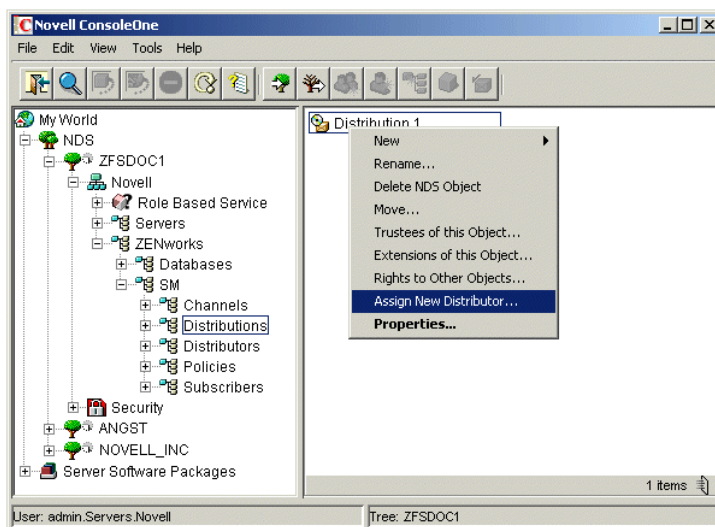 Novell ConsoleOne
File Edit View Tools Help
My World
NDS
ZFSDOC1
Novell
Role Based Service
Servers
ZENworks
Databases
SM
Channels
Distributions
Distributors
Policies
Subscribers
Security
ANGST
NOVELL_INC
Server Software Packages
Distribution 1
New
Rename...
Delete NDS Object
Move...
Trustees of this Object...
Extensions of this Object...
Rights to Other Objects...
Assign New Distributor...
Properties...
1 items
User: admin.Servers.Novell
Tree: ZFSDOC1